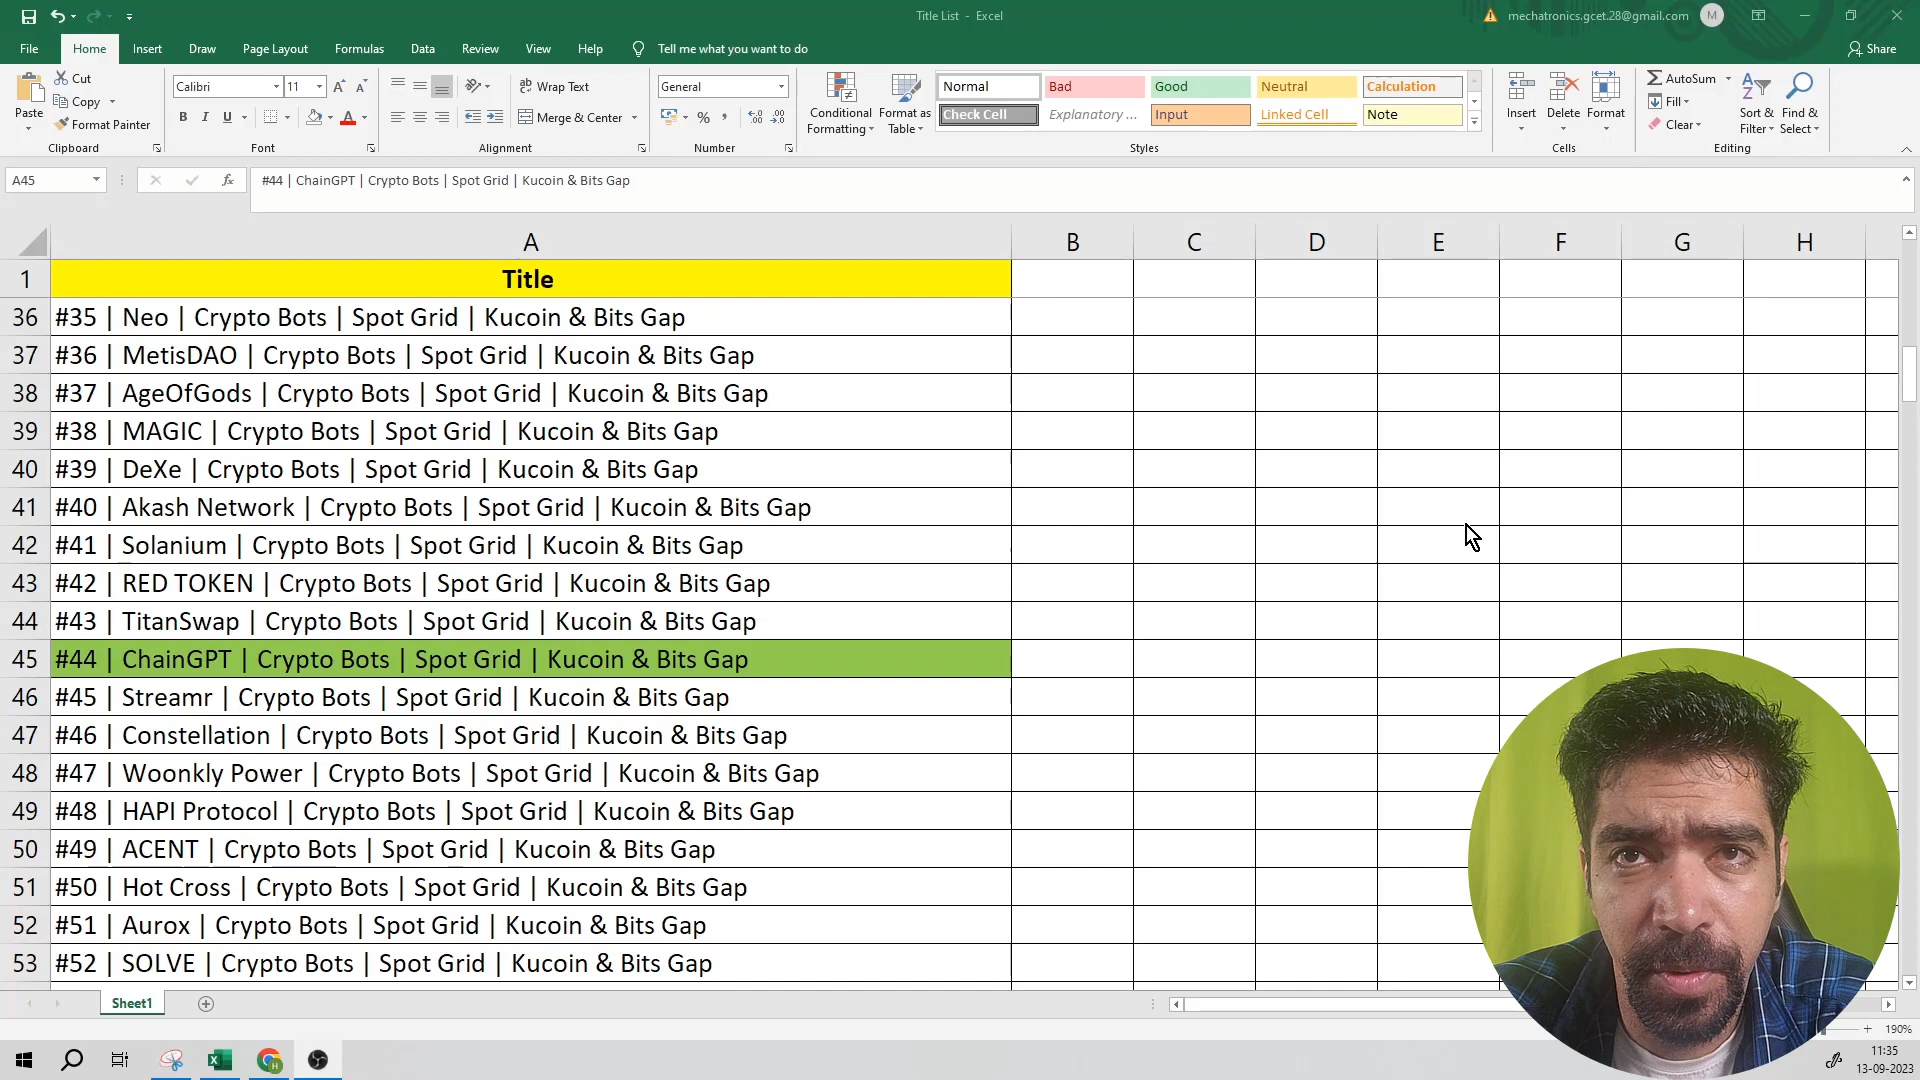 Title List - Excel
mechatronics.gcet.28@gmail.com
M
File Home Insert Draw Page Layout Formulas Data Review View Help Tell me what you want to do
Share
Paste
Cut
Copy
Format Painter
Clipboard
Calibri 11
B I U
Font
Wrap Text
Merge & Center
Alignment
General
Number
Conditional Formatting
Format as Table
Normal Bad Good Neutral Calculation
Check Cell Explanatory ... Input Linked Cell Note
Styles
Insert Delete Format
Cells
AutoSum
Fill
Clear
Sort & Filter
Find & Select
Editing
A45
fx
#44 | ChainGPT | Crypto Bots | Spot Grid | Kucoin & Bits Gap
A B C D E F G H
1 Title
36 #35 | Neo | Crypto Bots | Spot Grid | Kucoin & Bits Gap
37 #36 | MetisDAO | Crypto Bots | Spot Grid | Kucoin & Bits Gap
38 #37 | AgeOfGods | Crypto Bots | Spot Grid | Kucoin & Bits Gap
39 #38 | MAGIC | Crypto Bots | Spot Grid | Kucoin & Bits Gap
40 #39 | DeXe | Crypto Bots | Spot Grid | Kucoin & Bits Gap
41 #40 | Akash Network | Crypto Bots | Spot Grid | Kucoin & Bits Gap
42 #41 | Solanium | Crypto Bots | Spot Grid | Kucoin & Bits Gap
43 #42 | RED TOKEN | Crypto Bots | Spot Grid | Kucoin & Bits Gap
44 #43 | TitanSwap | Crypto Bots | Spot Grid | Kucoin & Bits Gap
45 #44 | ChainGPT | Crypto Bots | Spot Grid | Kucoin & Bits Gap
46 #45 | Streamr | Crypto Bots | Spot Grid | Kucoin & Bits Gap
47 #46 | Constellation | Crypto Bots | Spot Grid | Kucoin & Bits Gap
48 #47 | Woonkly Power | Crypto Bots | Spot Grid | Kucoin & Bits Gap
49 #48 | HAPI Protocol | Crypto Bots | Spot Grid | Kucoin & Bits Gap
50 #49 | ACENT | Crypto Bots | Spot Grid | Kucoin & Bits Gap
51 #50 | Hot Cross | Crypto Bots | Spot Grid | Kucoin & Bits Gap
52 #51 | Aurox | Crypto Bots | Spot Grid | Kucoin & Bits Gap
53 #52 | SOLVE | Crypto Bots | Spot Grid | Kucoin & Bits Gap
Sheet1
190%
11:35
13-09-2023